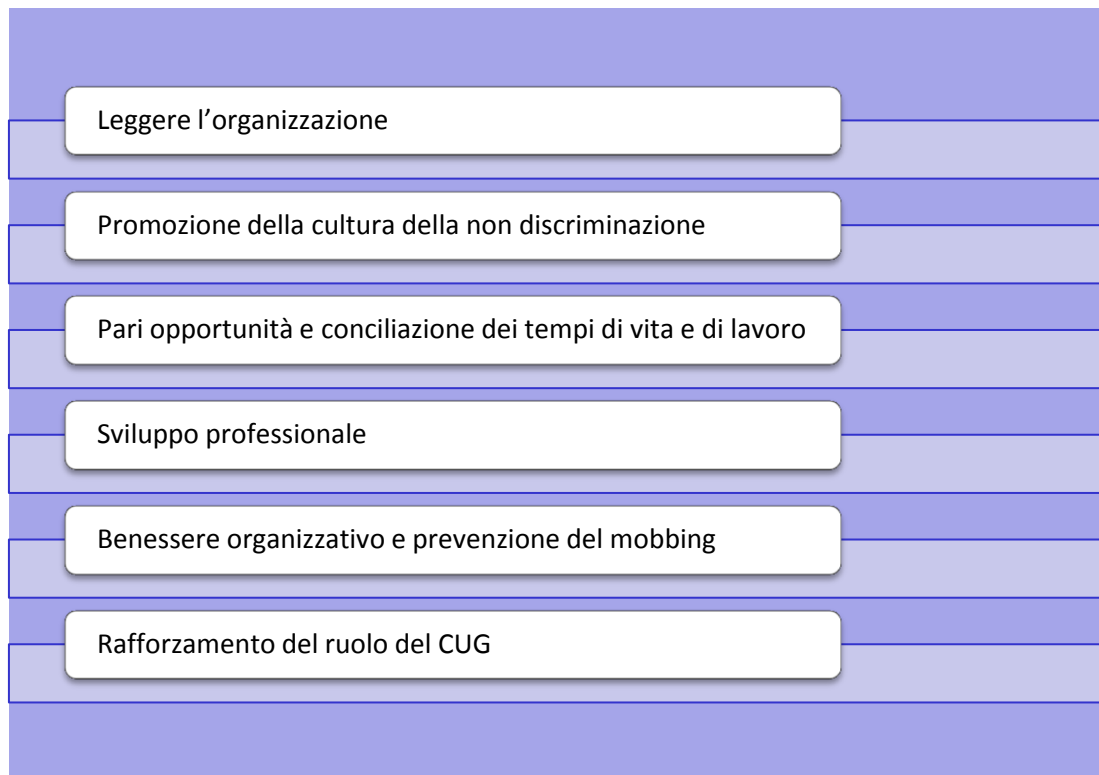 Leggere l’organizzazione
Promozione della cultura della non discriminazione
Pari opportunità e conciliazione dei tempi di vita e di lavoro
Sviluppo professionale
Benessere organizzativo e prevenzione del mobbing
Rafforzamento del ruolo del CUG